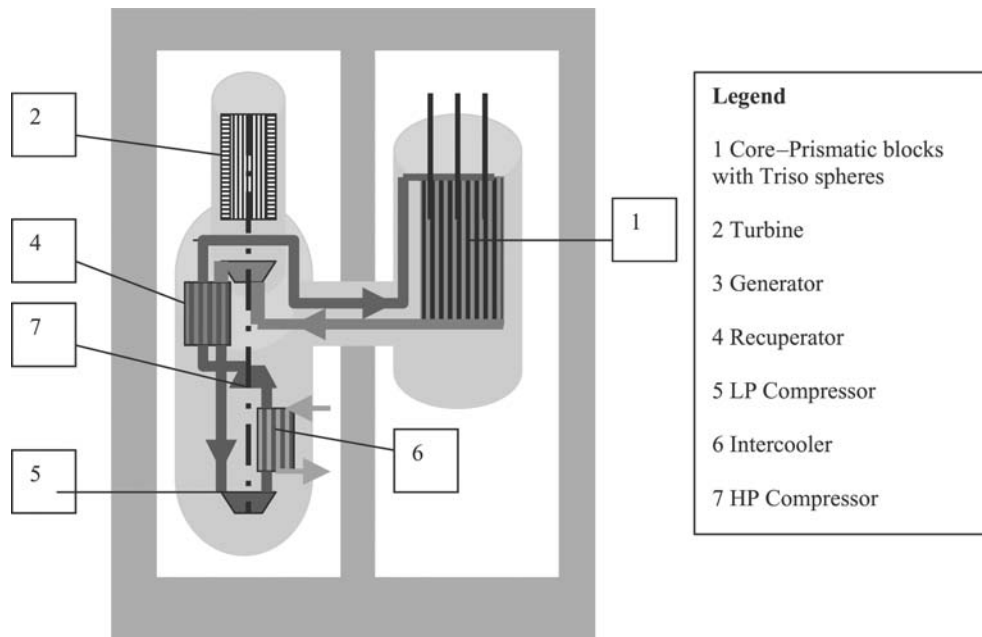 2
4
7
5
6
1
Legend
1 Core–Prismatic blocks
with Triso spheres
2 Turbine
3 Generator
4 Recuperator
5 LP Compressor
6 Intercooler
7 HP Compressor